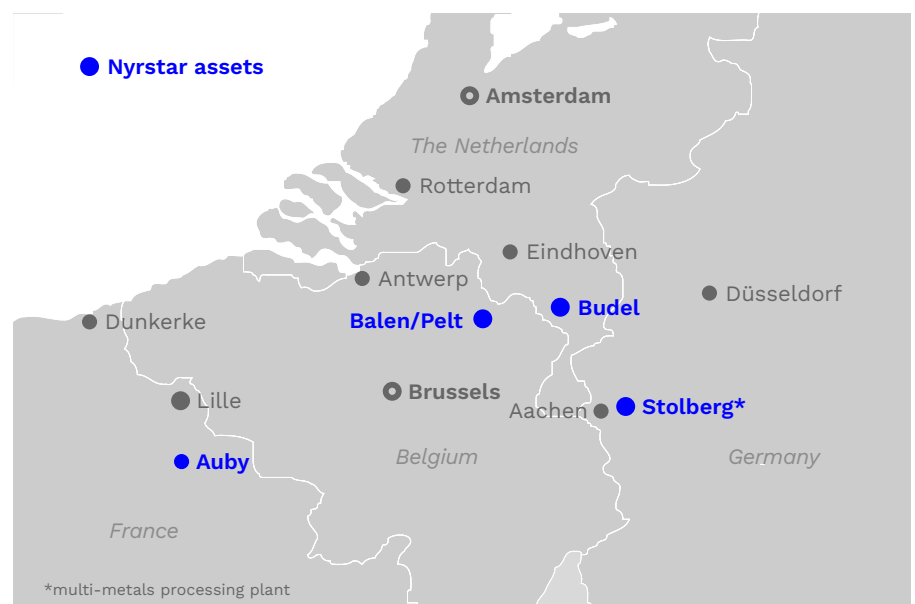 Nyrstar assets
Amsterdam
The Netherlands
Rotterdam
Eindhoven
Antwerp
Düsseldorf
Budel
Balen/Pelt
Dunkerke
Brussels
Lille
Aachen
Stolberg*
Belgium
Germany
Auby
France
*multi-metals processing plant